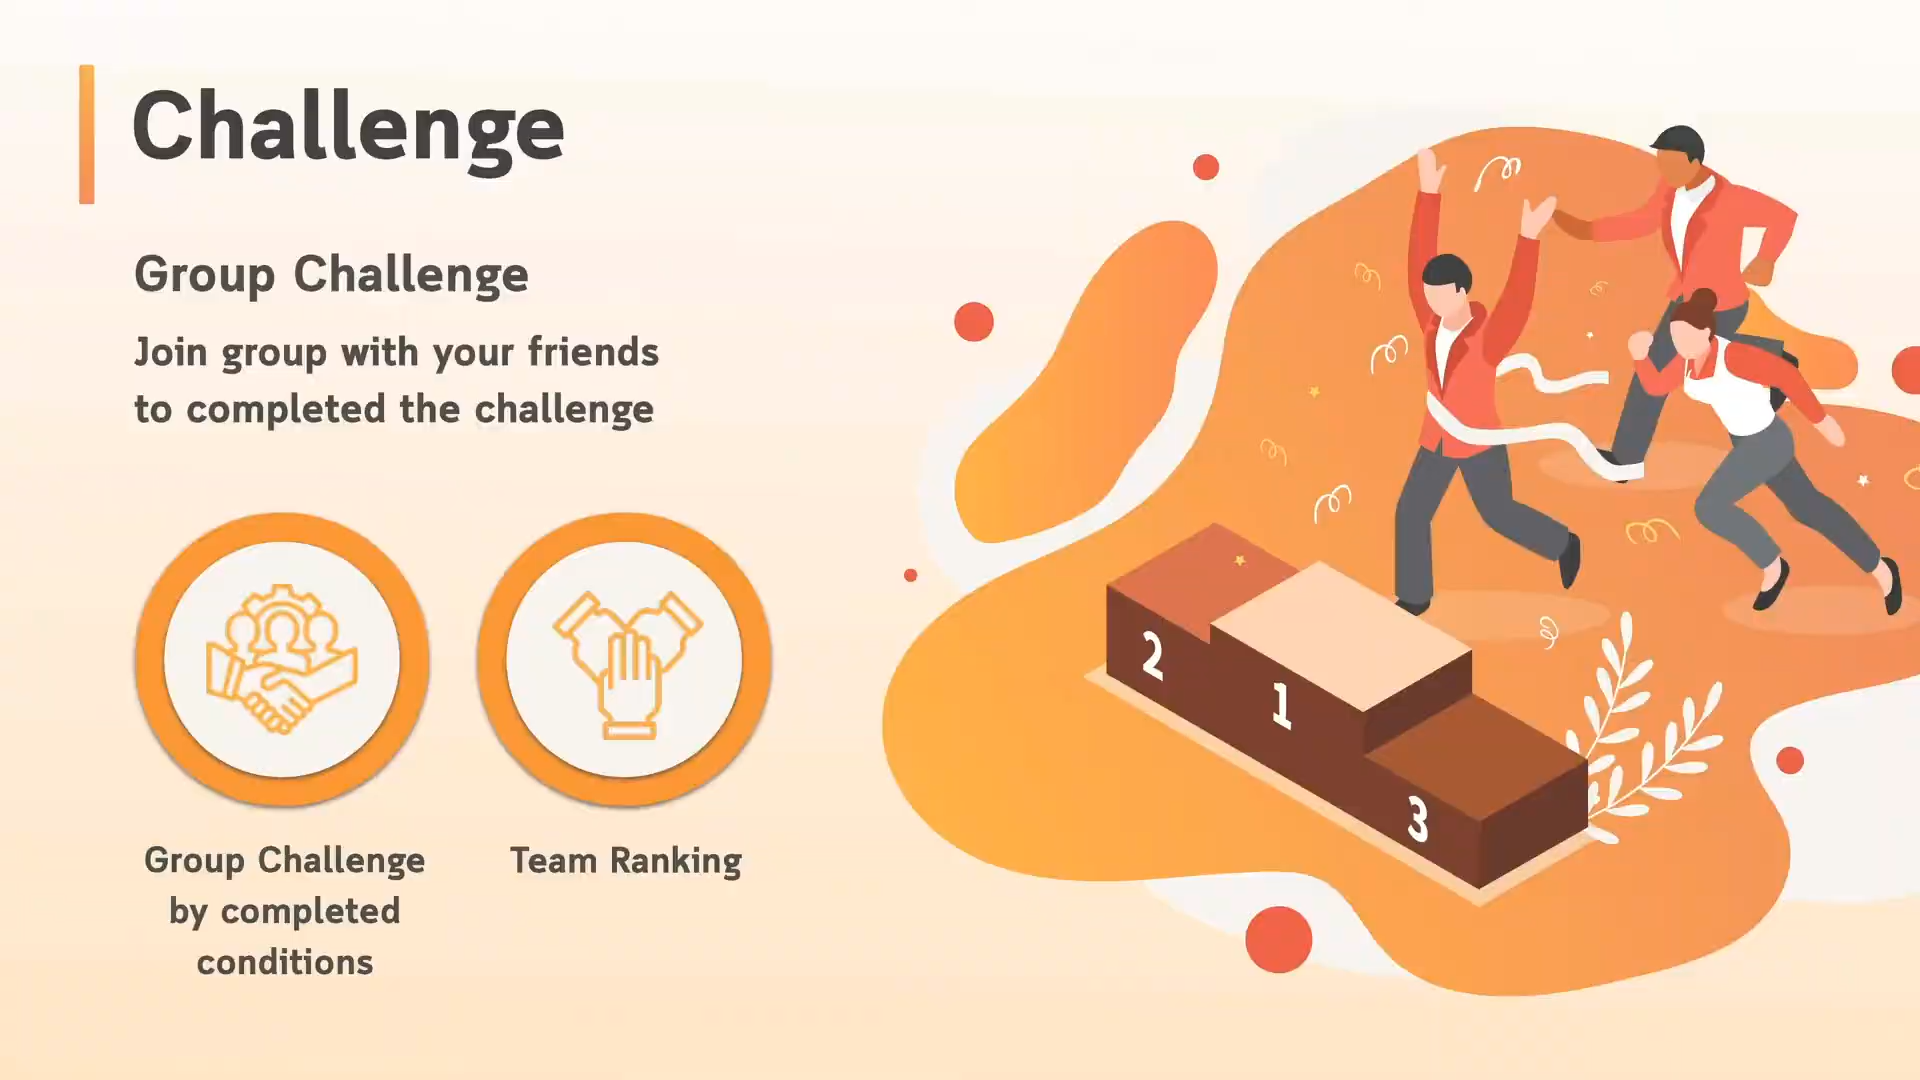 Challenge
Group Challenge
Join group with your friends
to completed the challenge
Group Challenge
by completed
conditions
Team Ranking
2
1
3